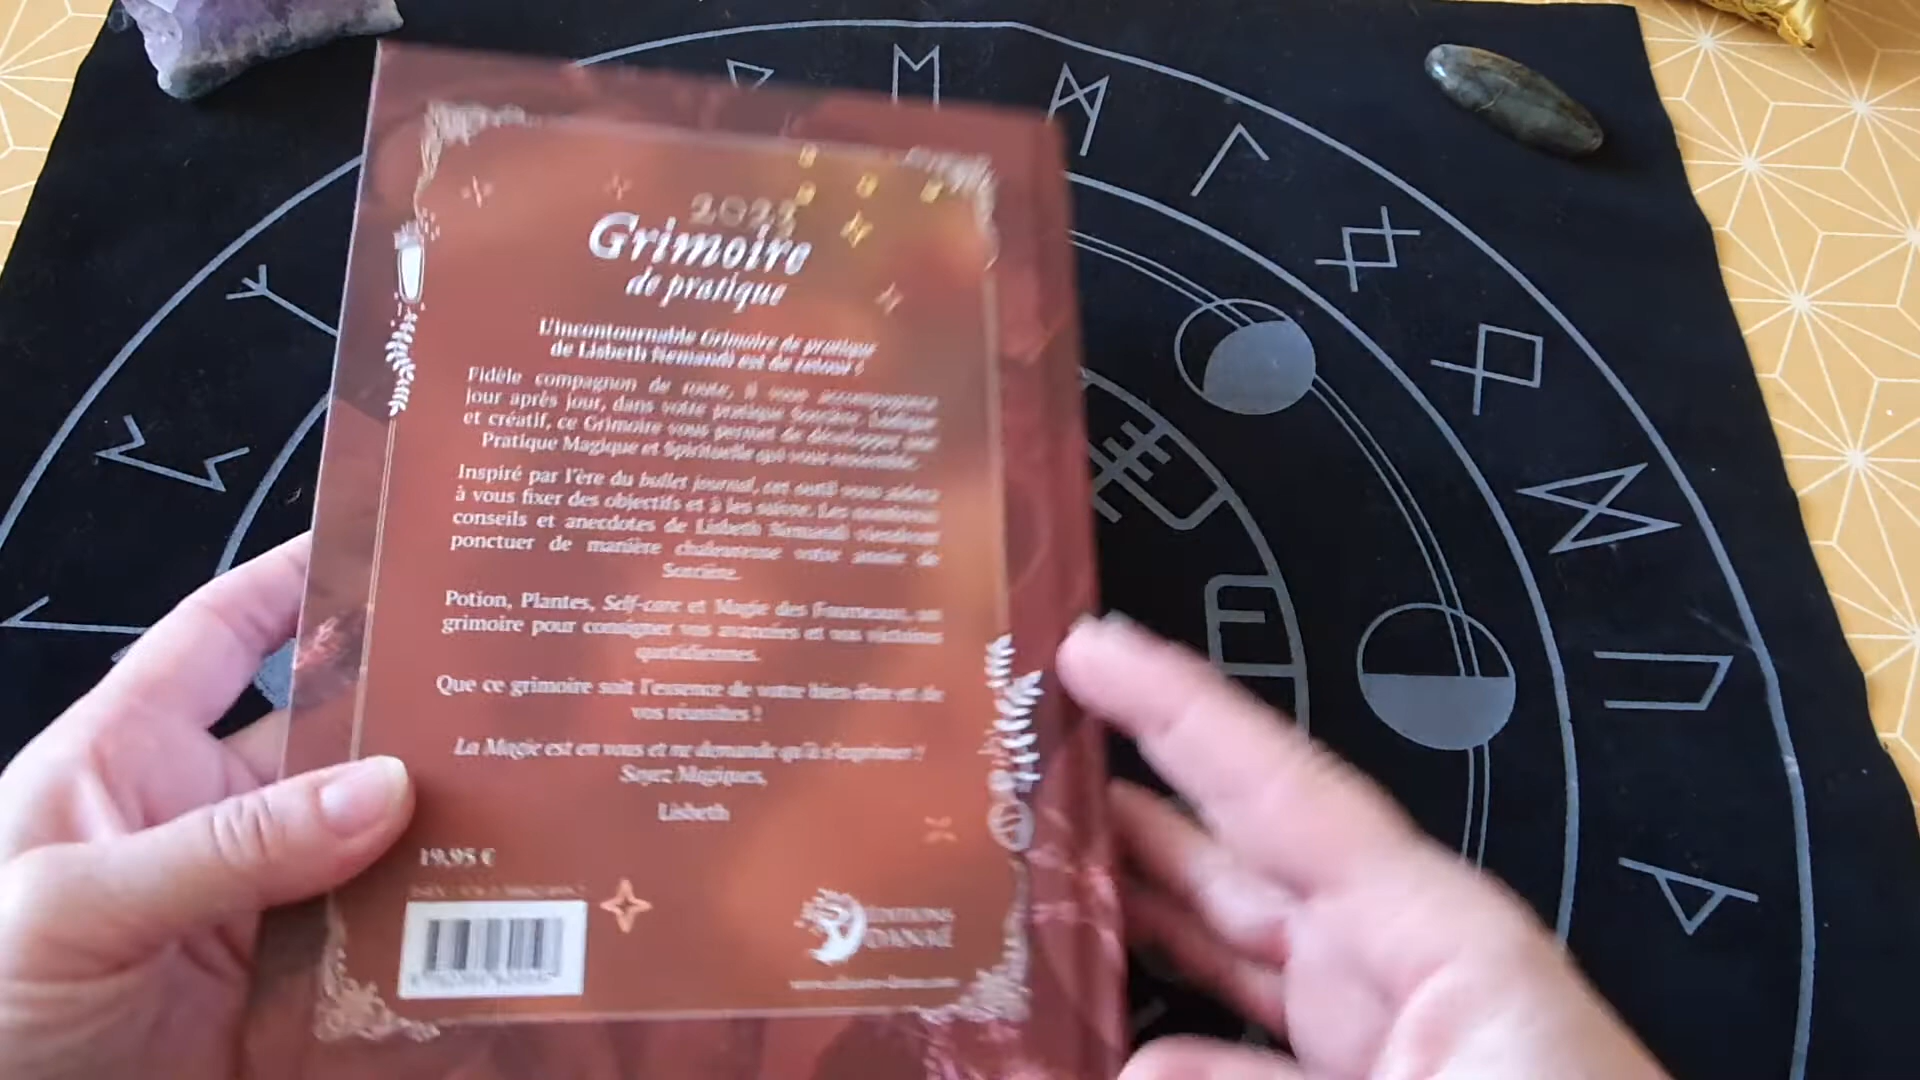 2023
Grimoire
de pratique
L'incontournable Grimoire de pratique
de Lisbeth Nemandi est de retour !
Fidèle compagnon de route, il vous accompagnera
jour après jour, dans votre pratique Sorcière. Ludique
et créatif, ce Grimoire vous permet de développer une
Pratique Magique et Spirituelle qui vous ressemble.
Inspiré par l'ère du bullet journal, cet outil vous aidera
à vous fixer des objectifs et à les suivre. Les nombreux
conseils et anecdotes de Lisbeth Nemandi viendront
ponctuer de manière chaleureuse votre année de
Sorcière.
Potion, Plantes, Self-care et Magie des Fourneaux, un
grimoire pour consigner vos avancées et vos victoires
quotidiennes.
Que ce grimoire soit l'essence de votre bien-être et de
vos réussites !
La Magie est en vous et ne demande qu'à s'exprimer !
Soyez Magiques,
Lisbeth
19,95 €
ÉDITIONS
DANAÉ